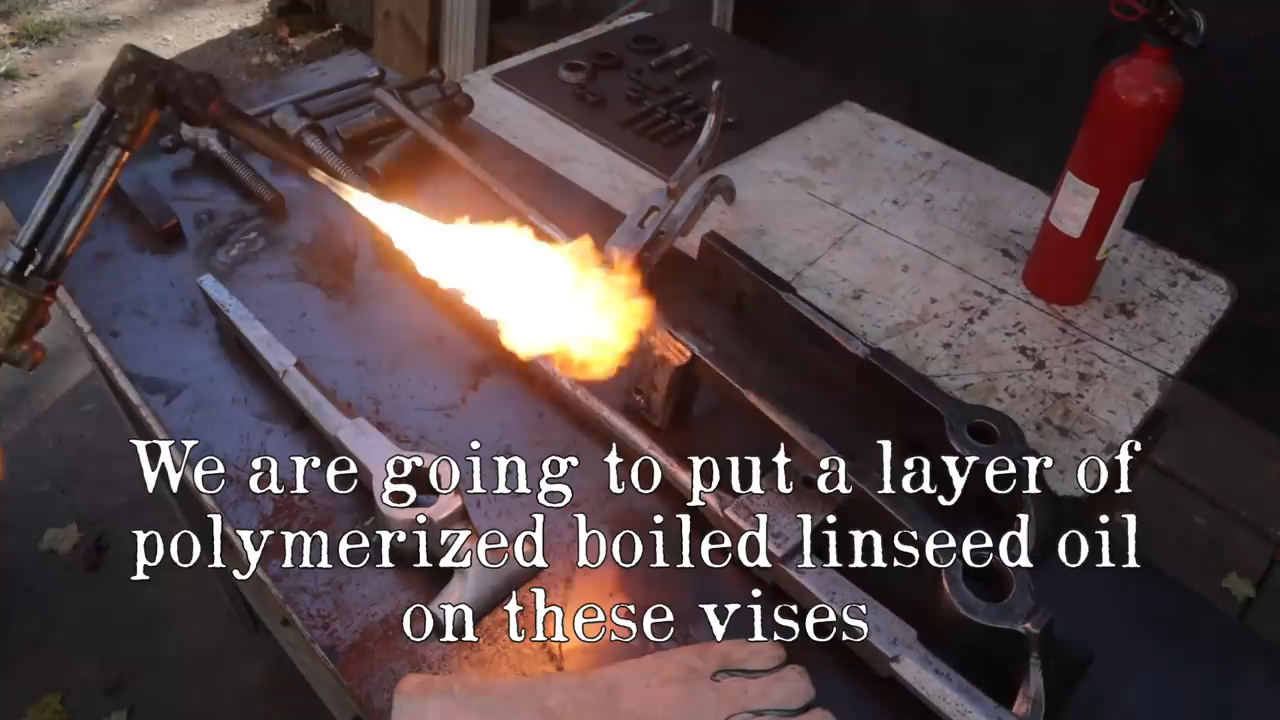 We are going to put a layer of
polymerized boiled linseed oil
on these vises